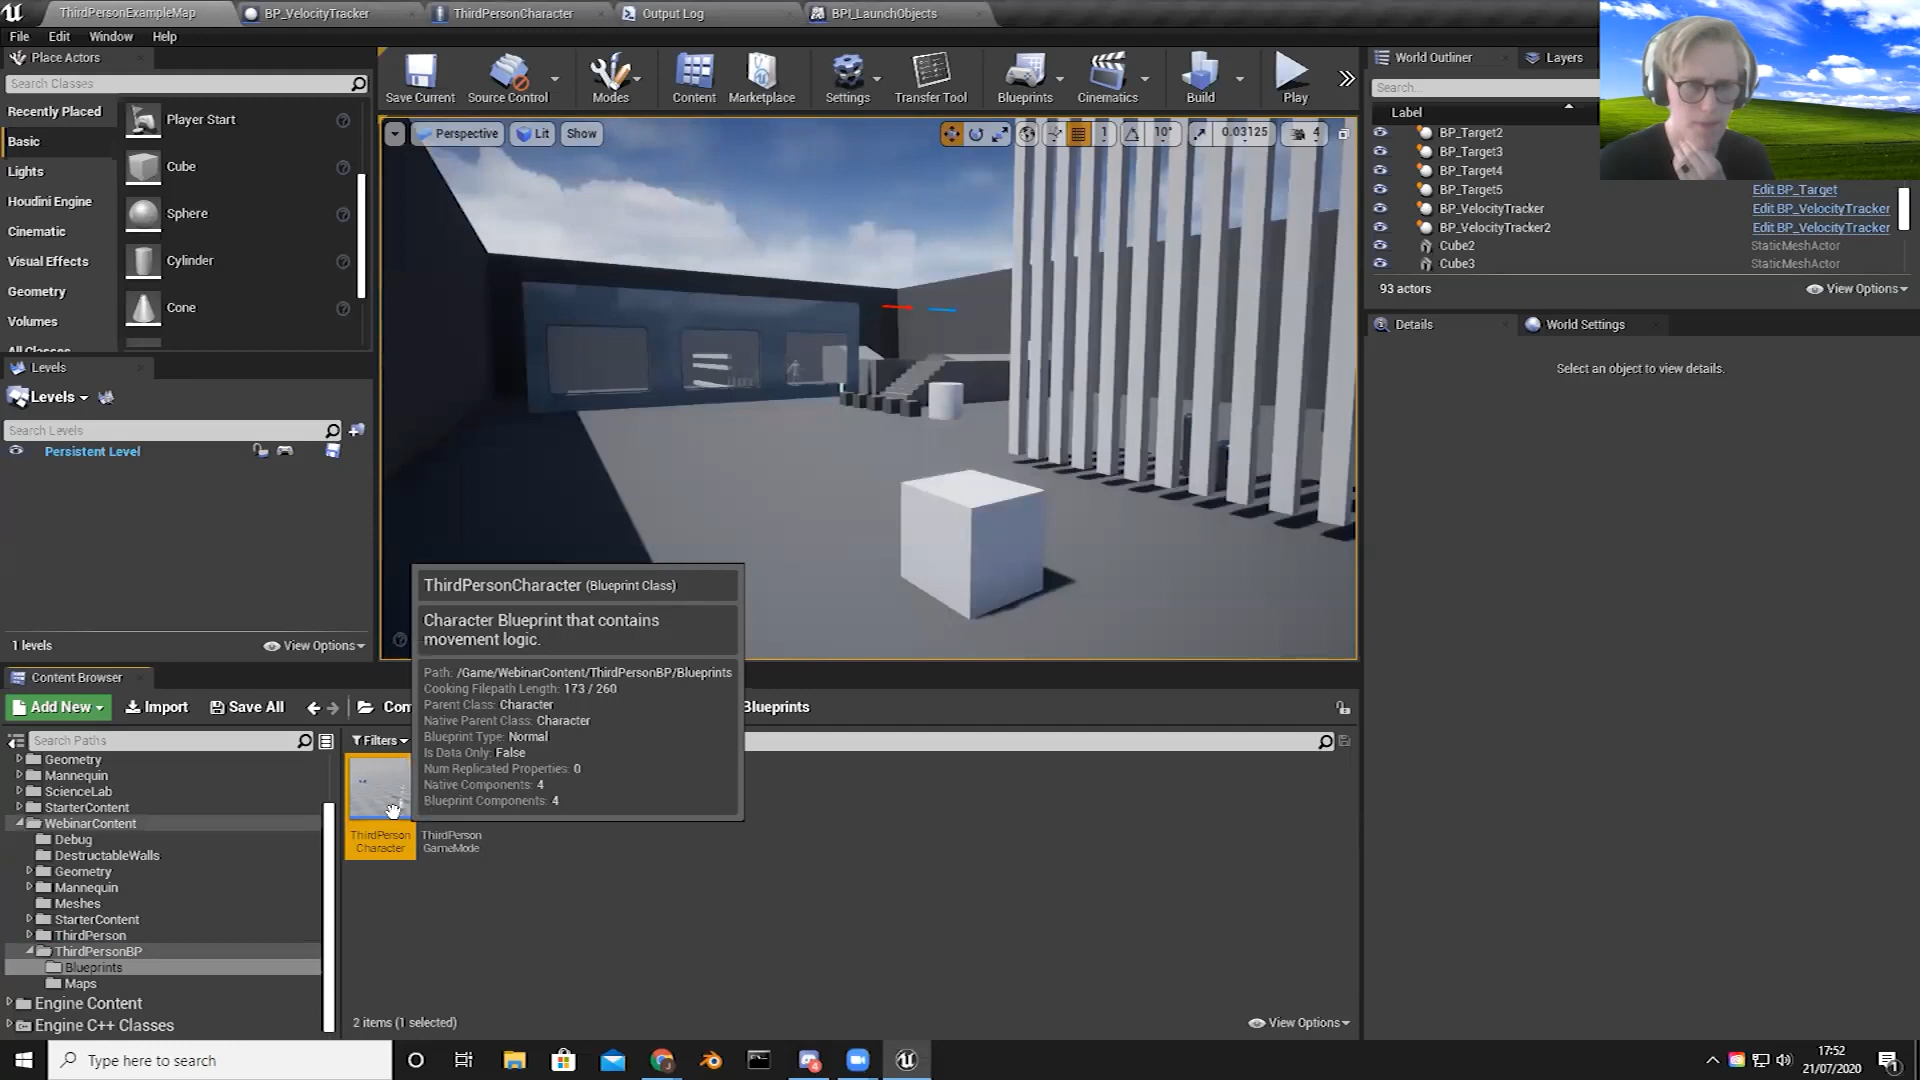 ThirdPersonExampleMap
BP_VelocityTracker
ThirdPersonCharacter
Output Log
BPI_LaunchObjects
File Edit Window Help
Place Actors
Search Classes
Recently Placed
Basic
Lights
Houdini Engine
Cinematic
Visual Effects
Geometry
Volumes
All Classes
Player Start
Cube
Sphere
Cylinder
Cone
Levels
Levels
Search Levels
Persistent Level
1 levels
View Options
Save Current
Source Control
Modes
Content
Marketplace
Settings
Transfer Tool
Blueprints
Cinematics
Build
Play
Perspective
Lit
Show
1
10°
0.03125
4
World Outliner
Layers
Search...
Label
BP_Target2
BP_Target3
BP_Target4
BP_Target5 Edit BP_Target
BP_VelocityTracker Edit BP_VelocityTracker
BP_VelocityTracker2 Edit BP_VelocityTracker
Cube2 StaticMeshActor
Cube3 StaticMeshActor
93 actors
View Options
Details
World Settings
Select an object to view details.
ThirdPersonCharacter (Blueprint Class)
Character Blueprint that contains
movement logic.
Path: /Game/WebinarContent/ThirdPersonBP/Blueprints
Cooking Filepath Length: 173 / 260
Parent Class: Character
Native Parent Class: Character
Blueprint Type: Normal
Is Data Only: False
Num Replicated Properties: 0
Native Components: 4
Blueprint Components: 4
Content Browser
Add New
Import
Save All
Con
Blueprints
Search Paths
Filters
Geometry
Mannequin
ScienceLab
StarterContent
WebinarContent
Debug
DestructableWalls
Geometry
Mannequin
Meshes
StarterContent
ThirdPerson
ThirdPersonBP
Blueprints
Maps
Engine Content
Engine C++ Classes
ThirdPerson
Character
ThirdPerson
GameMode
2 items (1 selected)
View Options
Type here to search
17:52
21/07/2020